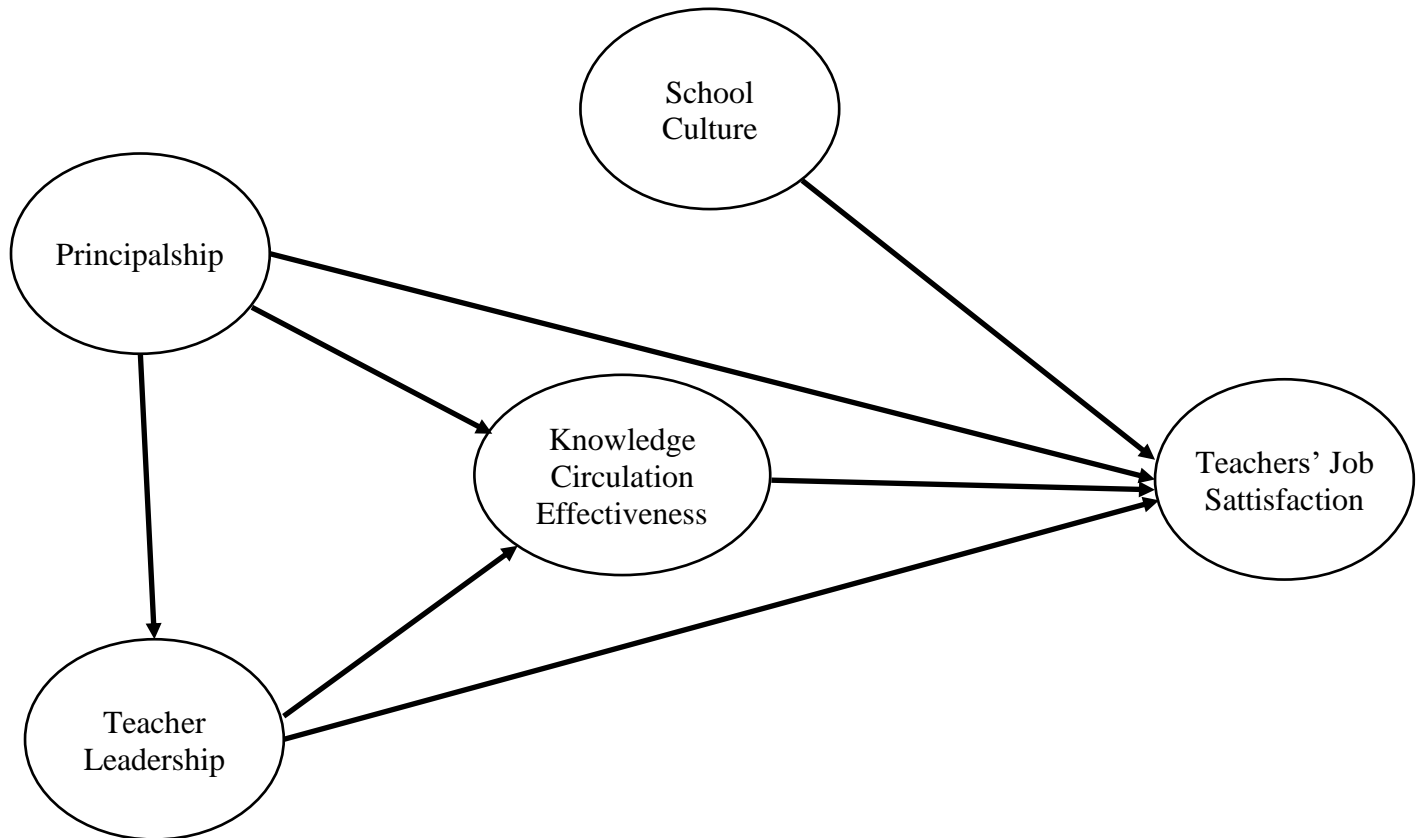 School
Culture
Principalship
Knowledge
Circulation
Effectiveness
Teachers’ Job
Sattisfaction
Teacher
Leadership